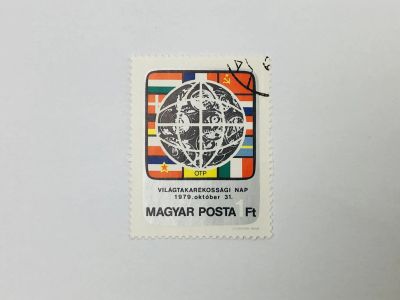 OTP
VILÁGTAKARÉKOSSÁGI NAP
1979. október 31.
MAGYAR POSTA 1 Ft